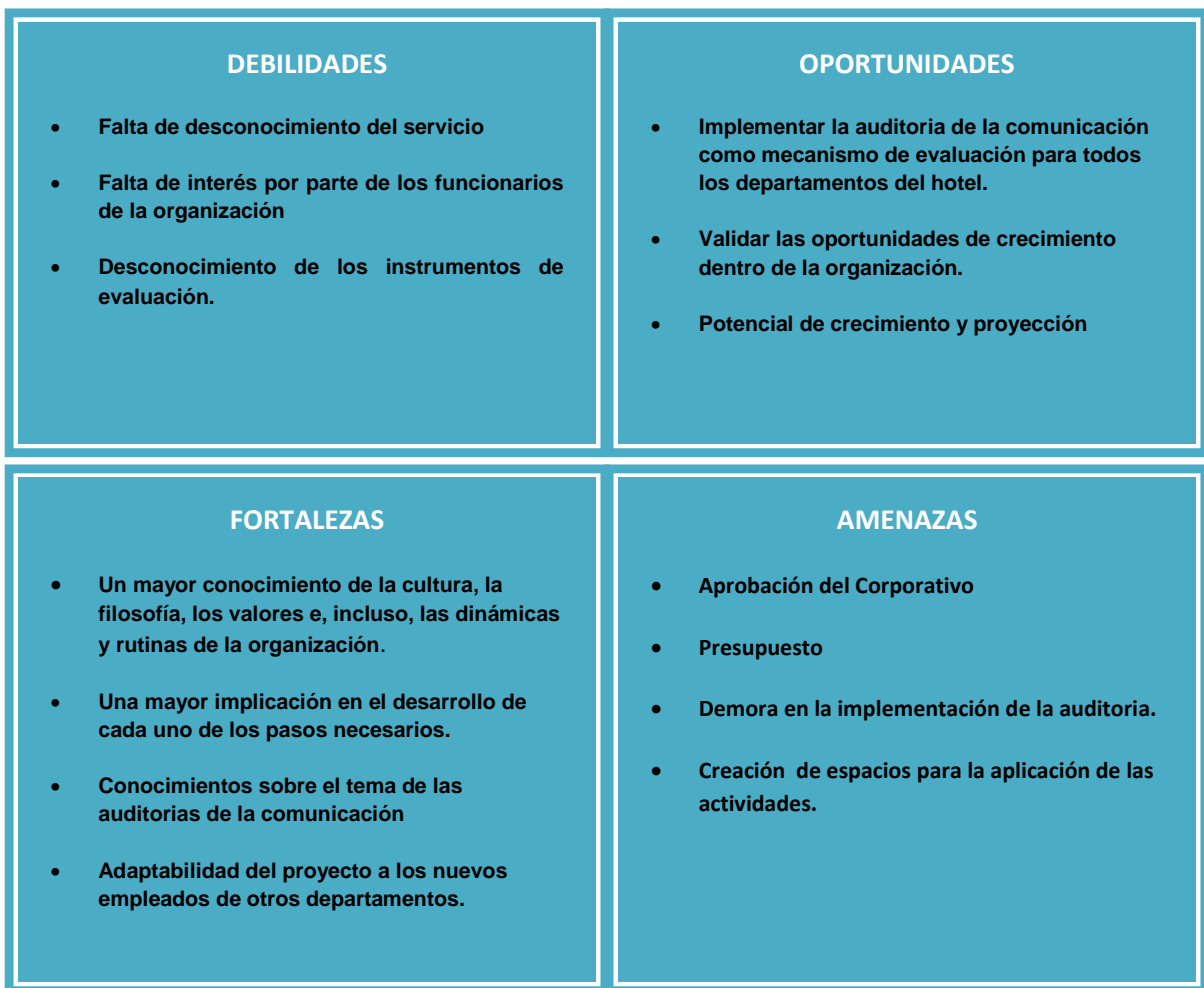 DEBILIDADES
• Falta de desconocimiento del servicio
• Falta de interés por parte de los funcionarios
de la organización
• Desconocimiento de los instrumentos de
evaluación.
OPORTUNIDADES
• Implementar la auditoria de la comunicación
como mecanismo de evaluación para todos
los departamentos del hotel.
• Validar las oportunidades de crecimiento
dentro de la organización.
• Potencial de crecimiento y proyección
FORTALEZAS
• Un mayor conocimiento de la cultura, la
filosofía, los valores e, incluso, las dinámicas
y rutinas de la organización.
• Una mayor implicación en el desarrollo de
cada uno de los pasos necesarios.
• Conocimientos sobre el tema de las
auditorias de la comunicación
• Adaptabilidad del proyecto a los nuevos
empleados de otros departamentos.
AMENAZAS
• Aprobación del Corporativo
• Presupuesto
• Demora en la implementación de la auditoria.
• Creación de espacios para la aplicación de las
actividades.